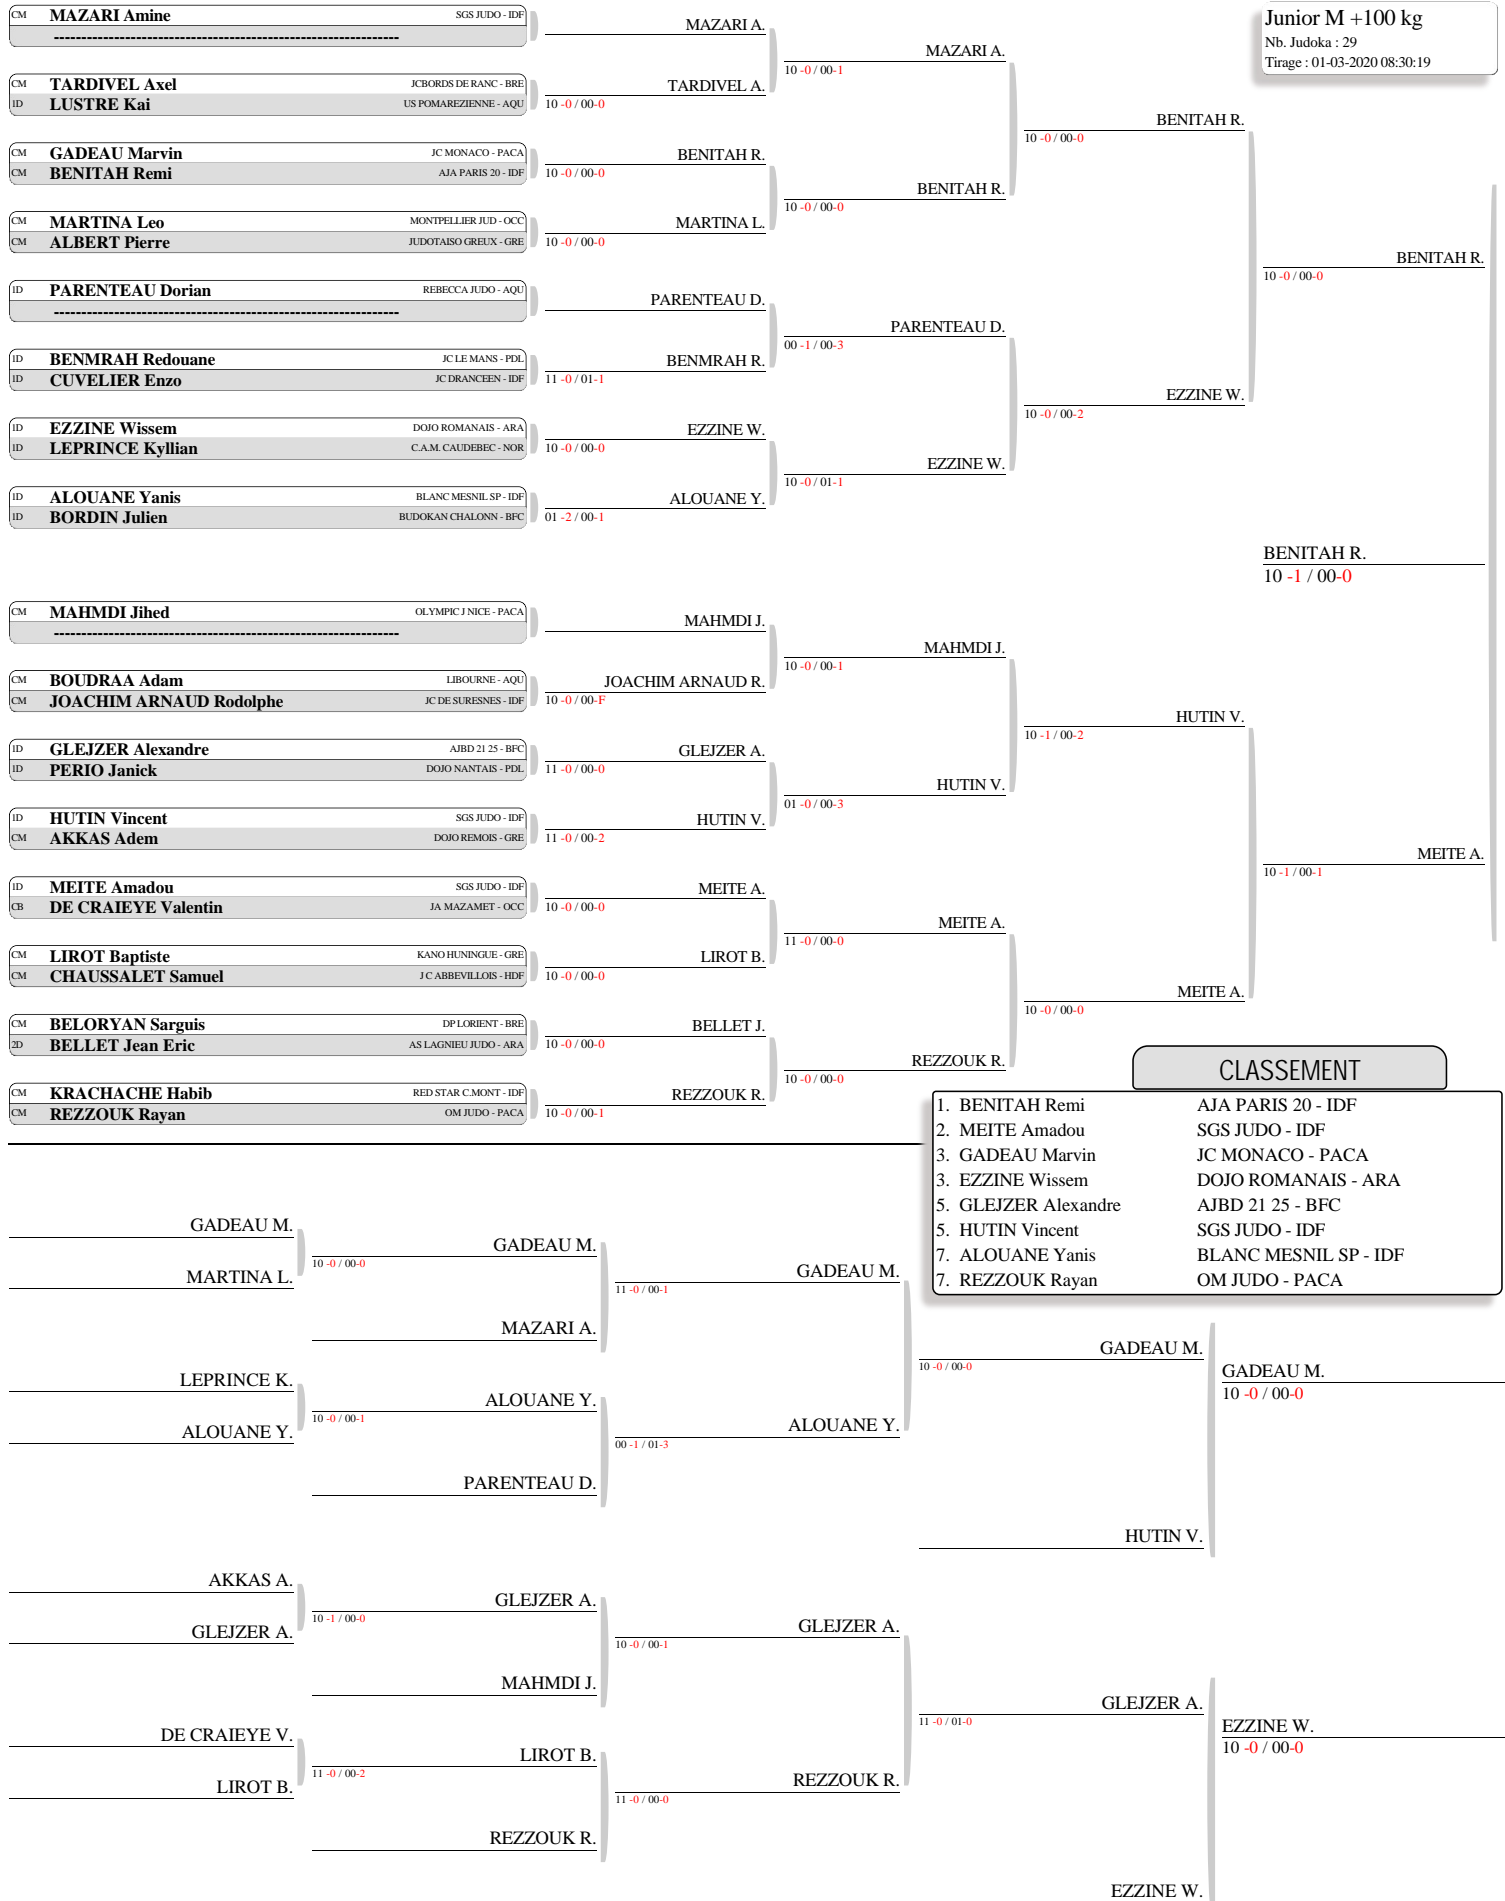 Junior M +100 kg
Nb. Judoka : 29
Tirage : 01-03-2020 08:30:19
CM MAZARI Amine SGS JUDO - IDF
----------------------------------------------------------------
CM TARDIVEL Axel JCBORDS DE RANC - BRE
1D LUSTRE Kai US POMAREZIENNE - AQU
CM GADEAU Marvin JC MONACO - PACA
CM BENITAH Remi AJA PARIS 20 - IDF
CM MARTINA Leo MONTPELLIER JUD - OCC
CM ALBERT Pierre JUDOTAISO GREUX - GRE
1D PARENTEAU Dorian REBECCA JUDO - AQU
----------------------------------------------------------------
1D BENMRAH Redouane JC LE MANS - PDL
1D CUVELIER Enzo JC DRANCEEN - IDF
1D EZZINE Wissem DOJO ROMANAIS - ARA
1D LEPRINCE Kyllian C.A.M. CAUDEBEC - NOR
1D ALOUANE Yanis BLANC MESNIL SP - IDF
1D BORDIN Julien BUDOKAN CHALONN - BFC
CM MAHMDI Jihed OLYMPIC J NICE - PACA
----------------------------------------------------------------
CM BOUDRAA Adam LIBOURNE - AQU
CM JOACHIM ARNAUD Rodolphe JC DE SURESNES - IDF
1D GLEJZER Alexandre AJBD 21 25 - BFC
1D PERIO Janick DOJO NANTAIS - PDL
1D HUTIN Vincent SGS JUDO - IDF
CM AKKAS Adem DOJO REMOIS - GRE
1D MEITE Amadou SGS JUDO - IDF
CB DE CRAIEYE Valentin JA MAZAMET - OCC
CM LIROT Baptiste KANO HUNINGUE - GRE
CM CHAUSSALET Samuel J C ABBEVILLOIS - HDF
CM BELORYAN Sarguis DP LORIENT - BRE
2D BELLET Jean Eric AS LAGNIEU JUDO - ARA
CM KRACHACHE Habib RED STAR C.MONT - IDF
CM REZZOUK Rayan OM JUDO - PACA
MAZARI A.
TARDIVEL A.
10 -0 / 00-0
BENITAH R.
10 -0 / 00-0
MARTINA L.
10 -0 / 00-0
PARENTEAU D.
BENMRAH R.
11 -0 / 01-1
EZZINE W.
10 -0 / 00-0
ALOUANE Y.
01 -2 / 00-1
MAHMDI J.
JOACHIM ARNAUD R.
10 -0 / 00-F
GLEJZER A.
11 -0 / 00-0
HUTIN V.
11 -0 / 00-2
MEITE A.
10 -0 / 00-0
LIROT B.
10 -0 / 00-0
BELLET J.
10 -0 / 00-0
REZZOUK R.
10 -0 / 00-1
MAZARI A.
10 -0 / 00-1
BENITAH R.
10 -0 / 00-0
PARENTEAU D.
00 -1 / 00-3
EZZINE W.
10 -0 / 01-1
MAHMDI J.
10 -0 / 00-1
HUTIN V.
01 -0 / 00-3
MEITE A.
11 -0 / 00-0
REZZOUK R.
10 -0 / 00-0
BENITAH R.
10 -0 / 00-0
EZZINE W.
10 -0 / 00-2
HUTIN V.
10 -1 / 00-2
MEITE A.
10 -0 / 00-0
BENITAH R.
10 -0 / 00-0
MEITE A.
10 -1 / 00-1
BENITAH R.
10 -1 / 00-0
CLASSEMENT
1. BENITAH Remi AJA PARIS 20 - IDF
2. MEITE Amadou SGS JUDO - IDF
3. GADEAU Marvin JC MONACO - PACA
3. EZZINE Wissem DOJO ROMANAIS - ARA
5. GLEJZER Alexandre AJBD 21 25 - BFC
5. HUTIN Vincent SGS JUDO - IDF
7. ALOUANE Yanis BLANC MESNIL SP - IDF
7. REZZOUK Rayan OM JUDO - PACA
GADEAU M.
MARTINA L.
LEPRINCE K.
ALOUANE Y.
AKKAS A.
GLEJZER A.
DE CRAIEYE V.
LIROT B.
GADEAU M.
10 -0 / 00-0
MAZARI A.
ALOUANE Y.
10 -0 / 00-1
PARENTEAU D.
GLEJZER A.
10 -1 / 00-0
MAHMDI J.
LIROT B.
11 -0 / 00-2
REZZOUK R.
GADEAU M.
11 -0 / 00-1
ALOUANE Y.
00 -1 / 01-3
GLEJZER A.
10 -0 / 00-1
REZZOUK R.
11 -0 / 00-0
GADEAU M.
10 -0 / 00-0
HUTIN V.
GLEJZER A.
11 -0 / 01-0
EZZINE W.
GADEAU M.
10 -0 / 00-0
EZZINE W.
10 -0 / 00-0